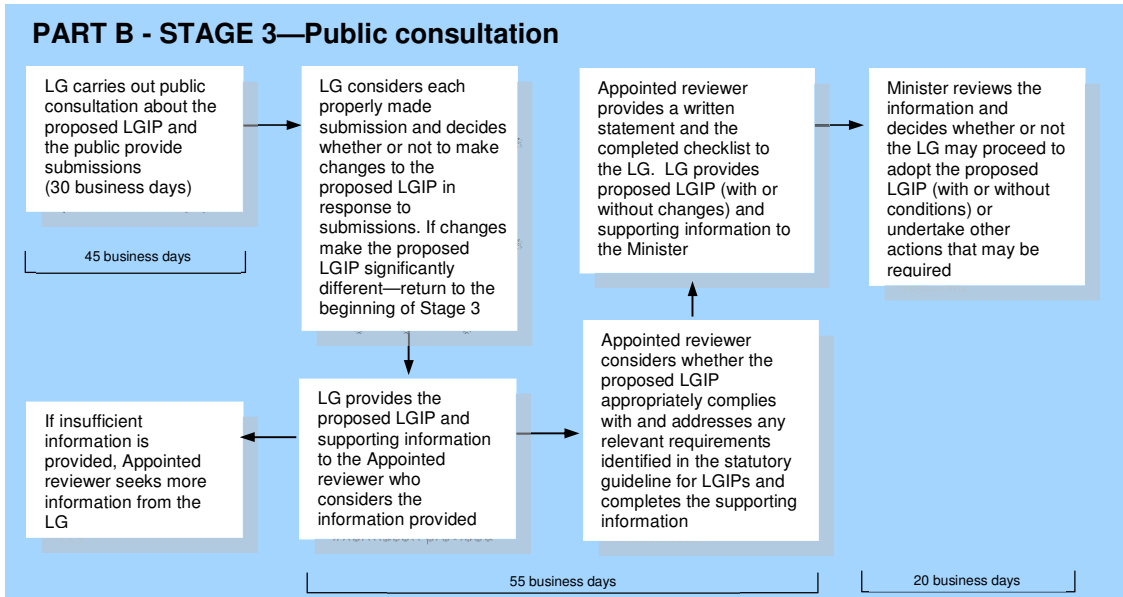 PART B - STAGE 3—Public consultation
LG carries out public
consultation about the
proposed LGIP and
the public provide
submissions
(30 business days)
45 business days
LG considers each
properly made
submission and decides
whether or not to make
changes to the
proposed LGIP in
response to
submissions. If changes
make the proposed
LGIP significantly
different—return to the
beginning of Stage 3
Appointed reviewer
provides a written
statement and the
completed checklist to
the LG. LG provides
proposed LGIP (with or
without changes) and
supporting information to
the Minister
Minister reviews the
information and
decides whether or not
the LG may proceed to
adopt the proposed
LGIP (with or without
conditions) or
undertake other
actions that may be
required
If insufficient
information is
provided, Appointed
reviewer seeks more
information from the
LG
LG provides the
proposed LGIP and
supporting information
to the Appointed
reviewer who
considers the
information provided
Appointed reviewer
considers whether the
proposed LGIP
appropriately complies
with and addresses any
relevant requirements
identified in the statutory
guideline for LGIPs and
completes the supporting
information
55 business days
20 business days